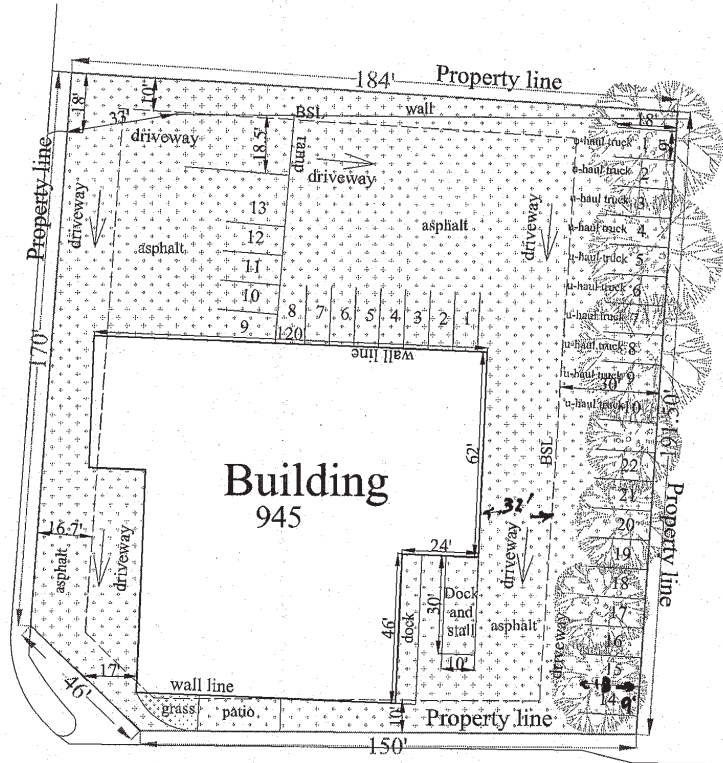 184'
Property line
18'
10'
33'
BSL
wall
18'
9'
driveway
18.5'
ramp
driveway
u-haul truck 1
u-haul truck 2
u-haul truck 3
u-haul truck 4
u-haul truck 5
u-haul truck 6
u-haul truck 7
u-haul truck 8
u-haul truck 9
30'
u-haul truck 10
Property line
driveway
asphalt
asphalt
driveway
13
12
11
10
9
8
7
6
5
4
3
2
1
120'
wall line
170'
191.50'
62'
BSL
Building
945
22
21
20
19
18
17
16
15
14
32'
Property line
16.7'
asphalt
driveway
24'
46'
dock
30'
Dock
and
stall
10'
driveway
asphalt
driveway
18
9'
17'
46'
wall line
grass
patio
10'
Property line
150'